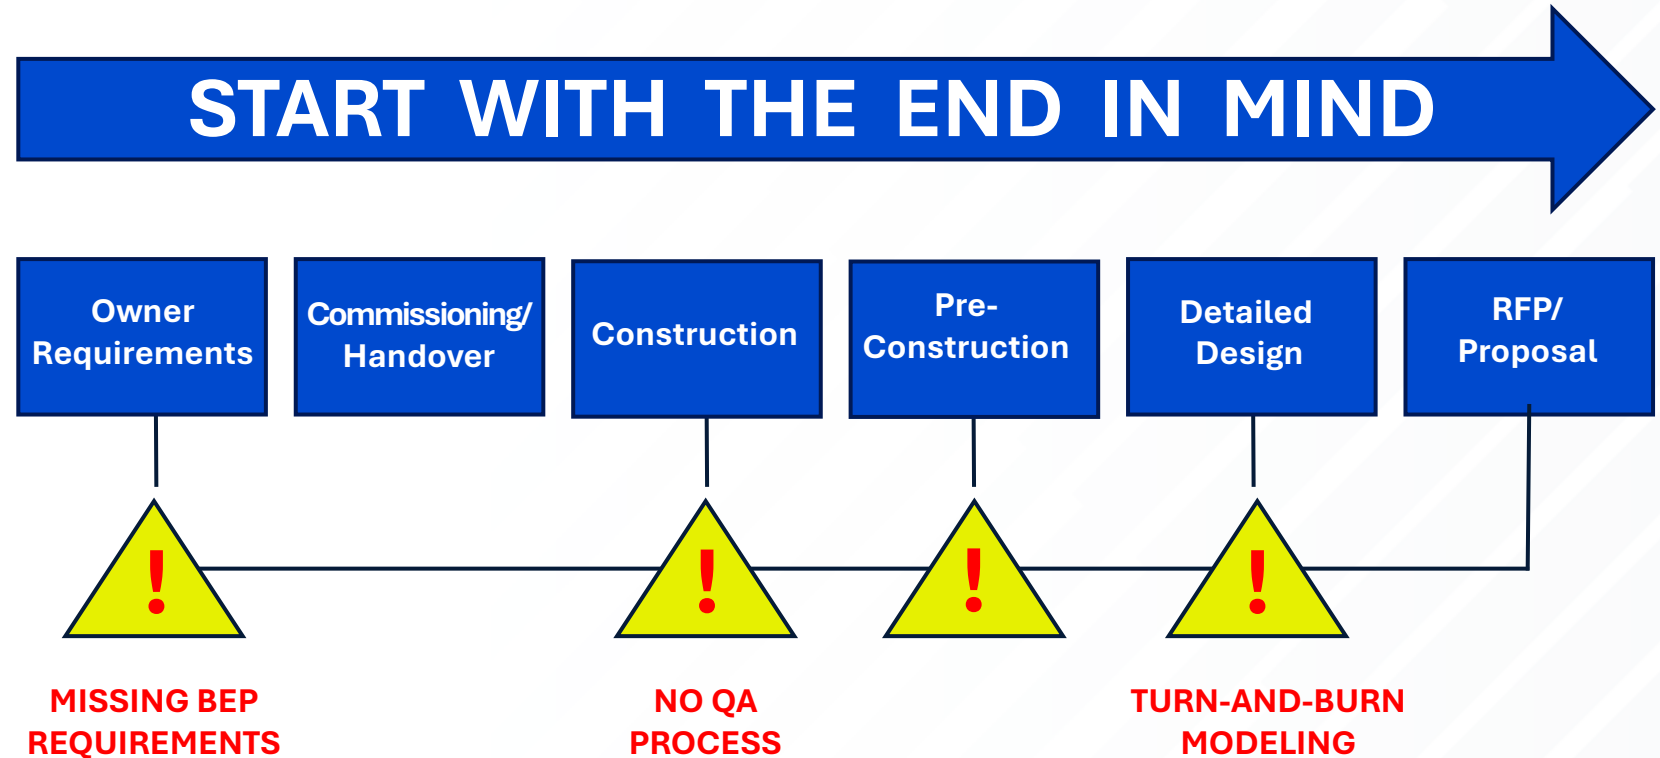 START WITH THE END IN MIND
Owner
Requirements
Commissioning/
Handover
Construction
Pre-
Construction
Detailed
Design
RFP/
Proposal
!
!
!
!
MISSING BEP
REQUIREMENTS
NO QA
PROCESS
TURN-AND-BURN
MODELING